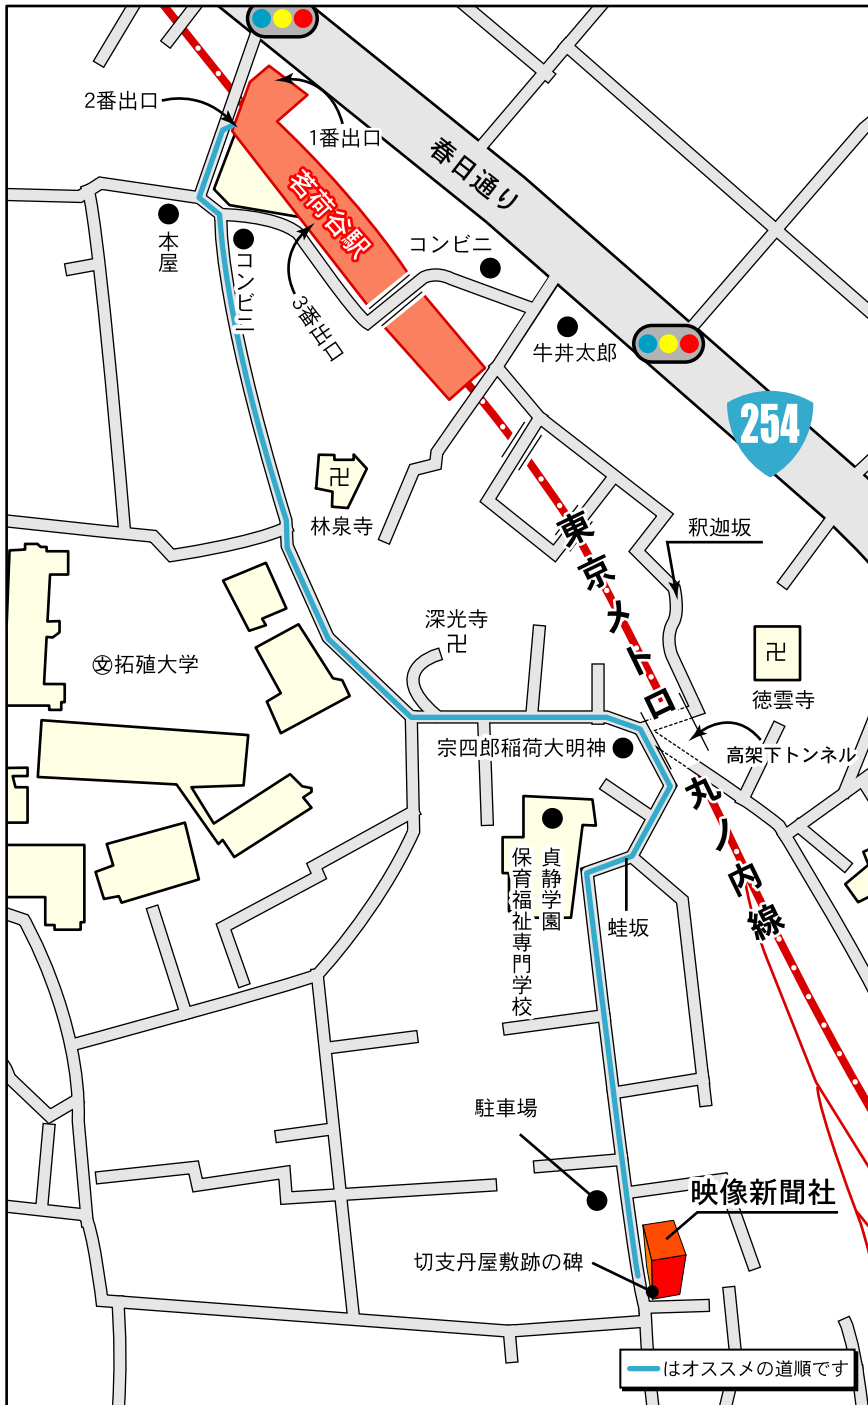 2番出口
1番出口
春日通り
茗荷谷駅
本屋
コンビニ
コンビニ
3番出口
牛丼太郎
254
卍
林泉寺
東京メトロ
釈迦坂
深光寺
卍
文拓殖大学
卍
徳雲寺
宗四郎稲荷大明神
高架下トンネル
丸ノ内線
貞静学園
保育福祉専門学校
蛙坂
駐車場
映像新聞社
切支丹屋敷跡の碑
はオススメの道順です